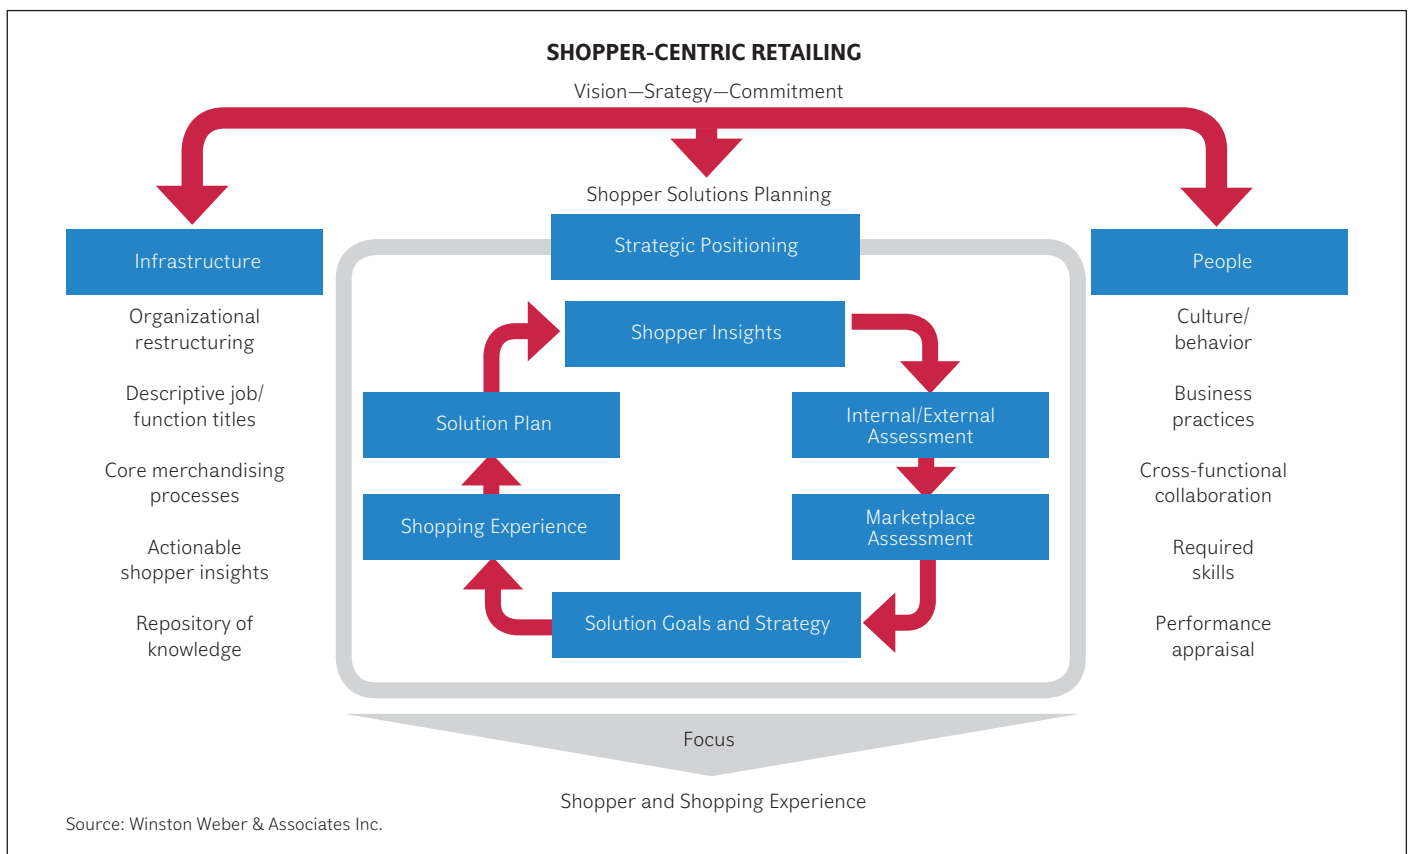 SHOPPER-CENTRIC RETAILING
Vision—Srategy—Commitment
Shopper Solutions Planning
Strategic Positioning
Infrastructure
Organizational
restructuring
Descriptive job/
function titles
Core merchandising
processes
Actionable
shopper insights
Repository of
knowledge
Shopper Insights
Internal/External
Assessment
Marketplace
Assessment
Solution Goals and Strategy
Shopping Experience
Solution Plan
People
Culture/
behavior
Business
practices
Cross-functional
collaboration
Required
skills
Performance
appraisal
Focus
Shopper and Shopping Experience
Source: Winston Weber & Associates Inc.